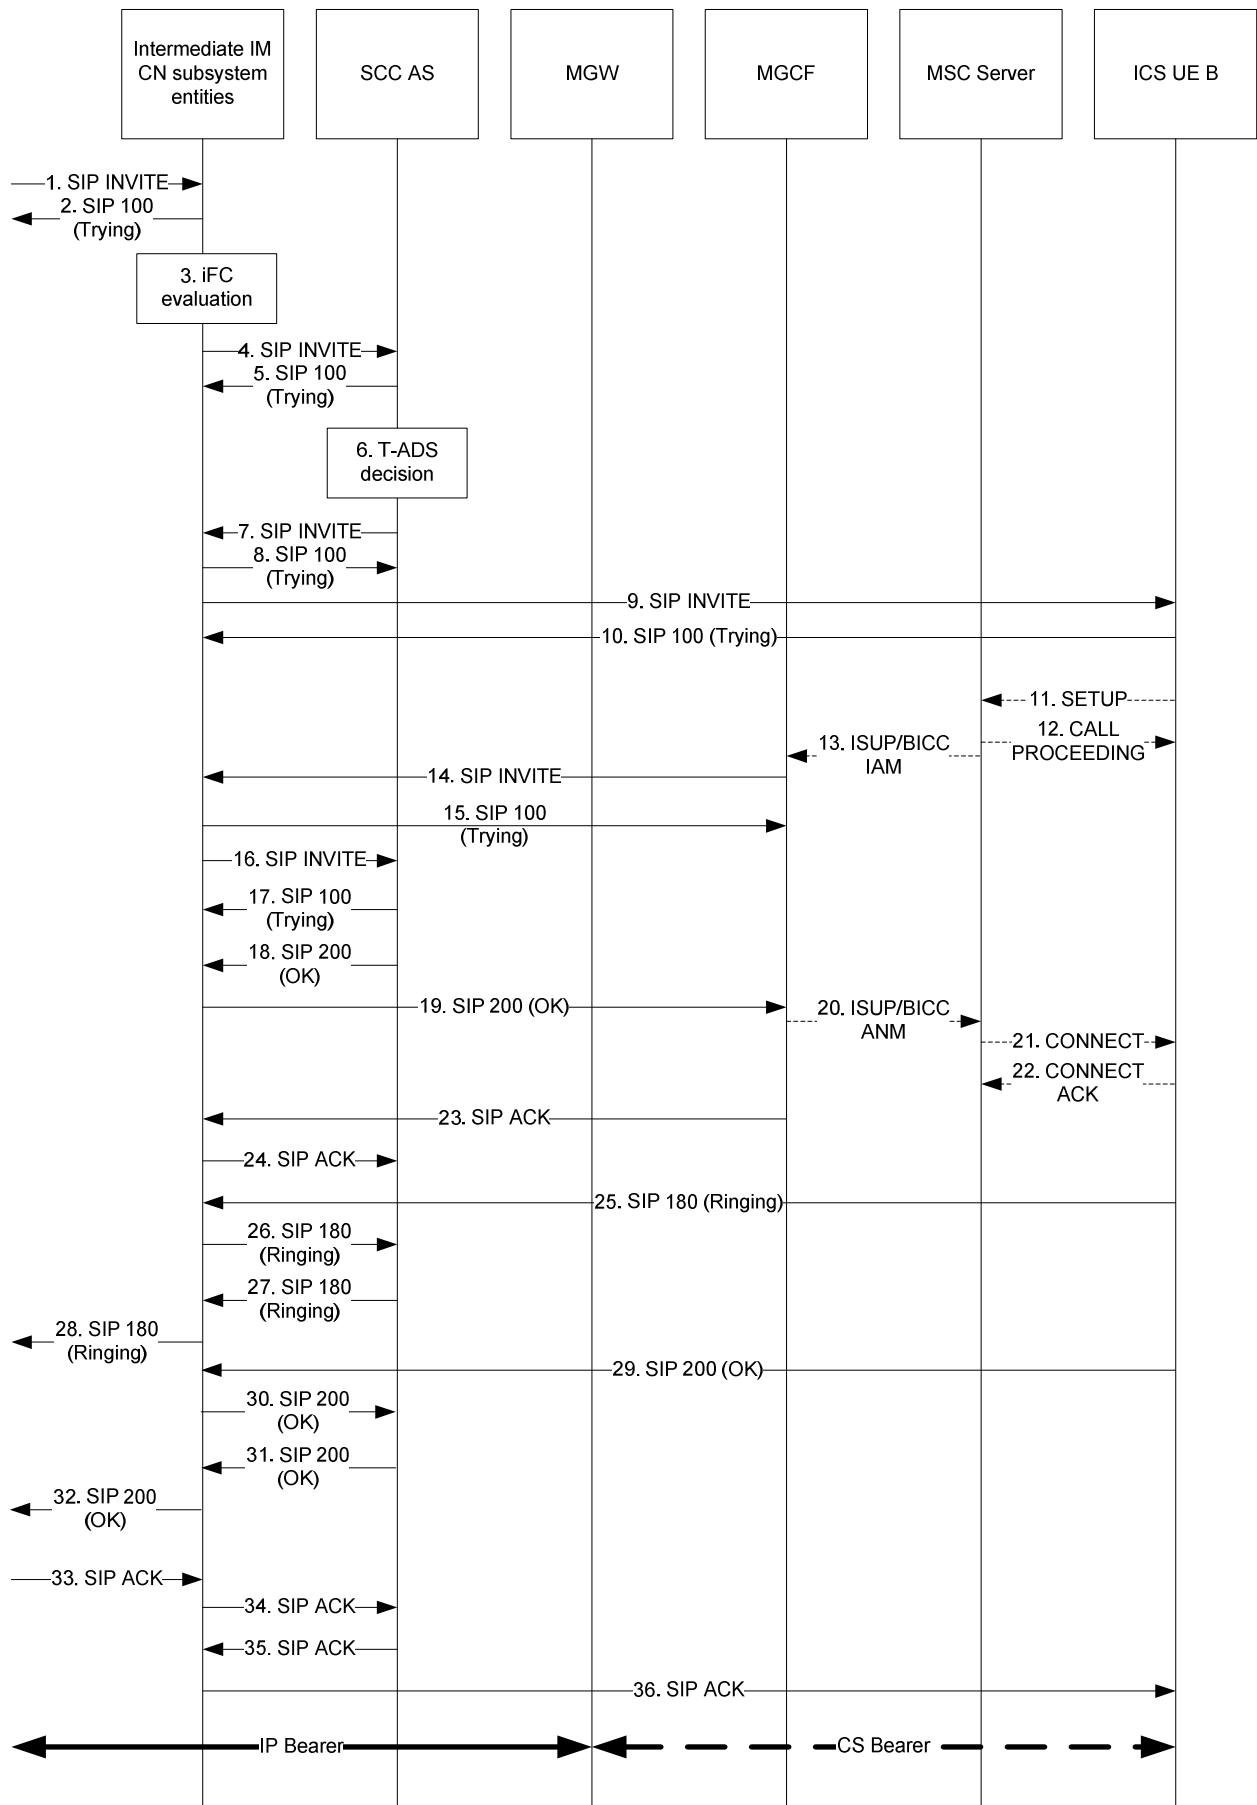 Intermediate IM
CN subsystem
entities
SCC AS
MGW
MGCF
MSC Server
ICS UE B
1. SIP INVITE
2. SIP 100
(Trying)
3. iFC
evaluation
4. SIP INVITE
5. SIP 100
(Trying)
6. T-ADS
decision
7. SIP INVITE
8. SIP 100
(Trying)
9. SIP INVITE
10. SIP 100 (Trying)
11. SETUP
12. CALL
PROCEEDING
13. ISUP/BICC
IAM
14. SIP INVITE
15. SIP 100
(Trying)
16. SIP INVITE
17. SIP 100
(Trying)
18. SIP 200
(OK)
19. SIP 200 (OK)
20. ISUP/BICC
ANM
21. CONNECT
22. CONNECT
ACK
23. SIP ACK
24. SIP ACK
25. SIP 180 (Ringing)
26. SIP 180
(Ringing)
27. SIP 180
(Ringing)
28. SIP 180
(Ringing)
29. SIP 200 (OK)
30. SIP 200
(OK)
31. SIP 200
(OK)
32. SIP 200
(OK)
33. SIP ACK
34. SIP ACK
35. SIP ACK
36. SIP ACK
IP Bearer
CS Bearer